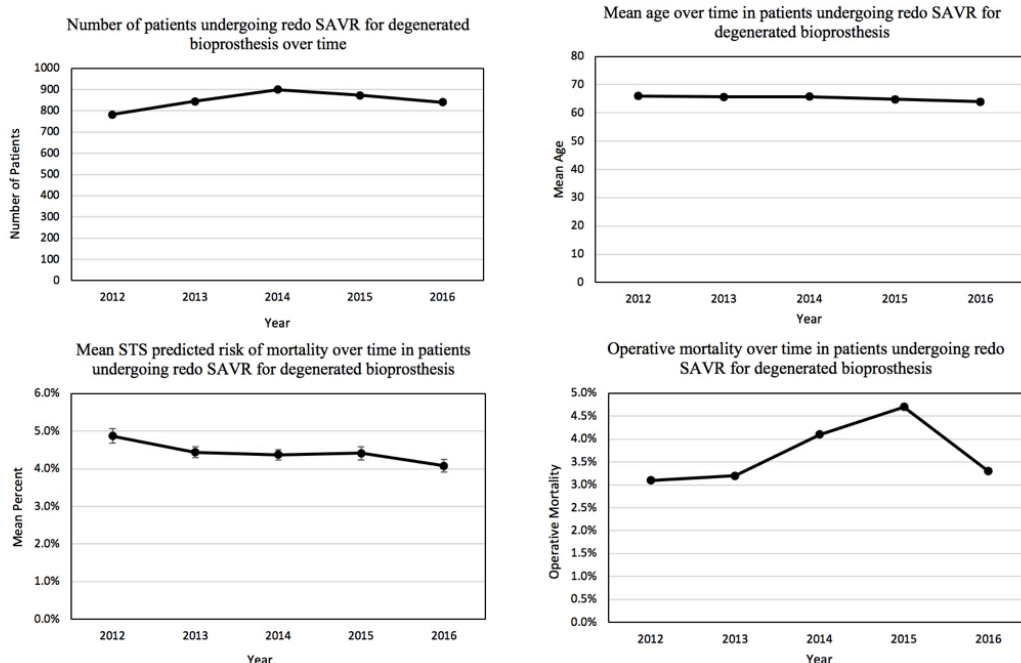 Number of patients undergoing redo SAVR for degenerated
bioprosthesis over time
1000
900
800
700
600
500
400
300
200
100
0
Number of Patients
2012 2013 2014 2015 2016
Year
Mean age over time in patients undergoing redo SAVR for
degenerated bioprosthesis
80
70
60
50
40
30
20
10
0
Mean Age
2012 2013 2014 2015 2016
Year
Mean STS predicted risk of mortality over time in patients
undergoing redo SAVR for degenerated bioprosthesis
6.0%
5.0%
4.0%
3.0%
2.0%
1.0%
0.0%
Mean Percent
2012 2013 2014 2015 2016
Year
Operative mortality over time in patients undergoing redo
SAVR for degenerated bioprosthesis
5.0%
4.5%
4.0%
3.5%
3.0%
2.5%
2.0%
1.5%
1.0%
0.5%
0.0%
Operative Mortality
2012 2013 2014 2015 2016
Year